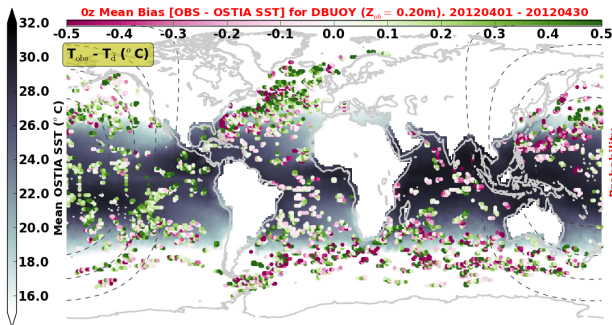 0z Mean Bias [OBS - OSTIA SST] for DBUOY (Z_ob = 0.20m). 20120401 - 20120430
-0.5 -0.4 -0.3 -0.2 -0.1 0.0 0.1 0.2 0.3 0.4 0.5
T_obs - T_d̃ (°C)
32.0
30.0
28.0
26.0
24.0
22.0
20.0
18.0
16.0
Mean OSTIA SST (°C)